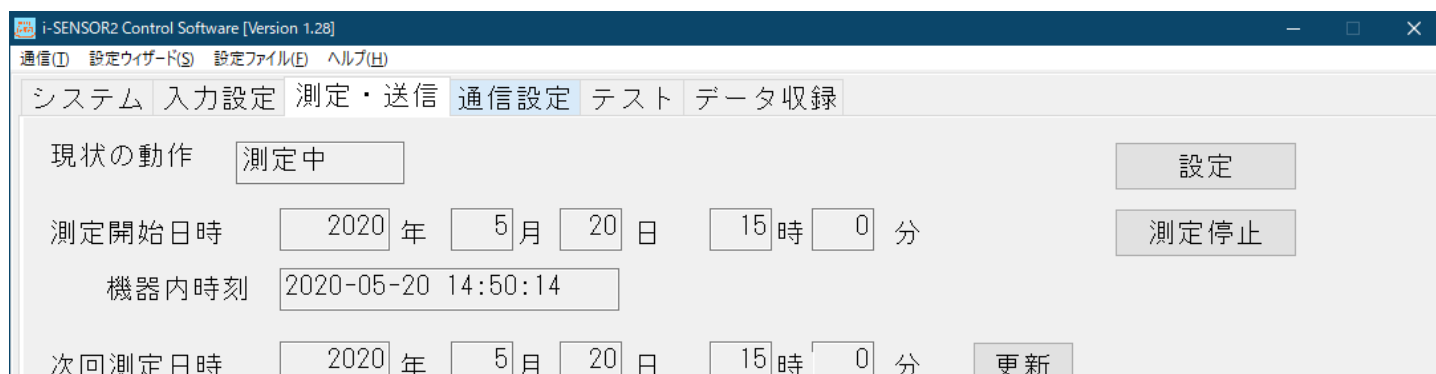 i-SENSOR2 Control Software [Version 1.28]
通信(T) 設定ウィザード(S) 設定ファイル(F) ヘルプ(H)
システム 入力設定 測定・送信 通信設定 テスト データ収録
現状の動作 測定中 設定
測定開始日時 2020 年 5 月 20 日 15 時 0 分 測定停止
機器内時刻 2020-05-20 14:50:14
次回測定日時 2020 年 5 月 20 日 15 時 0 分 更新